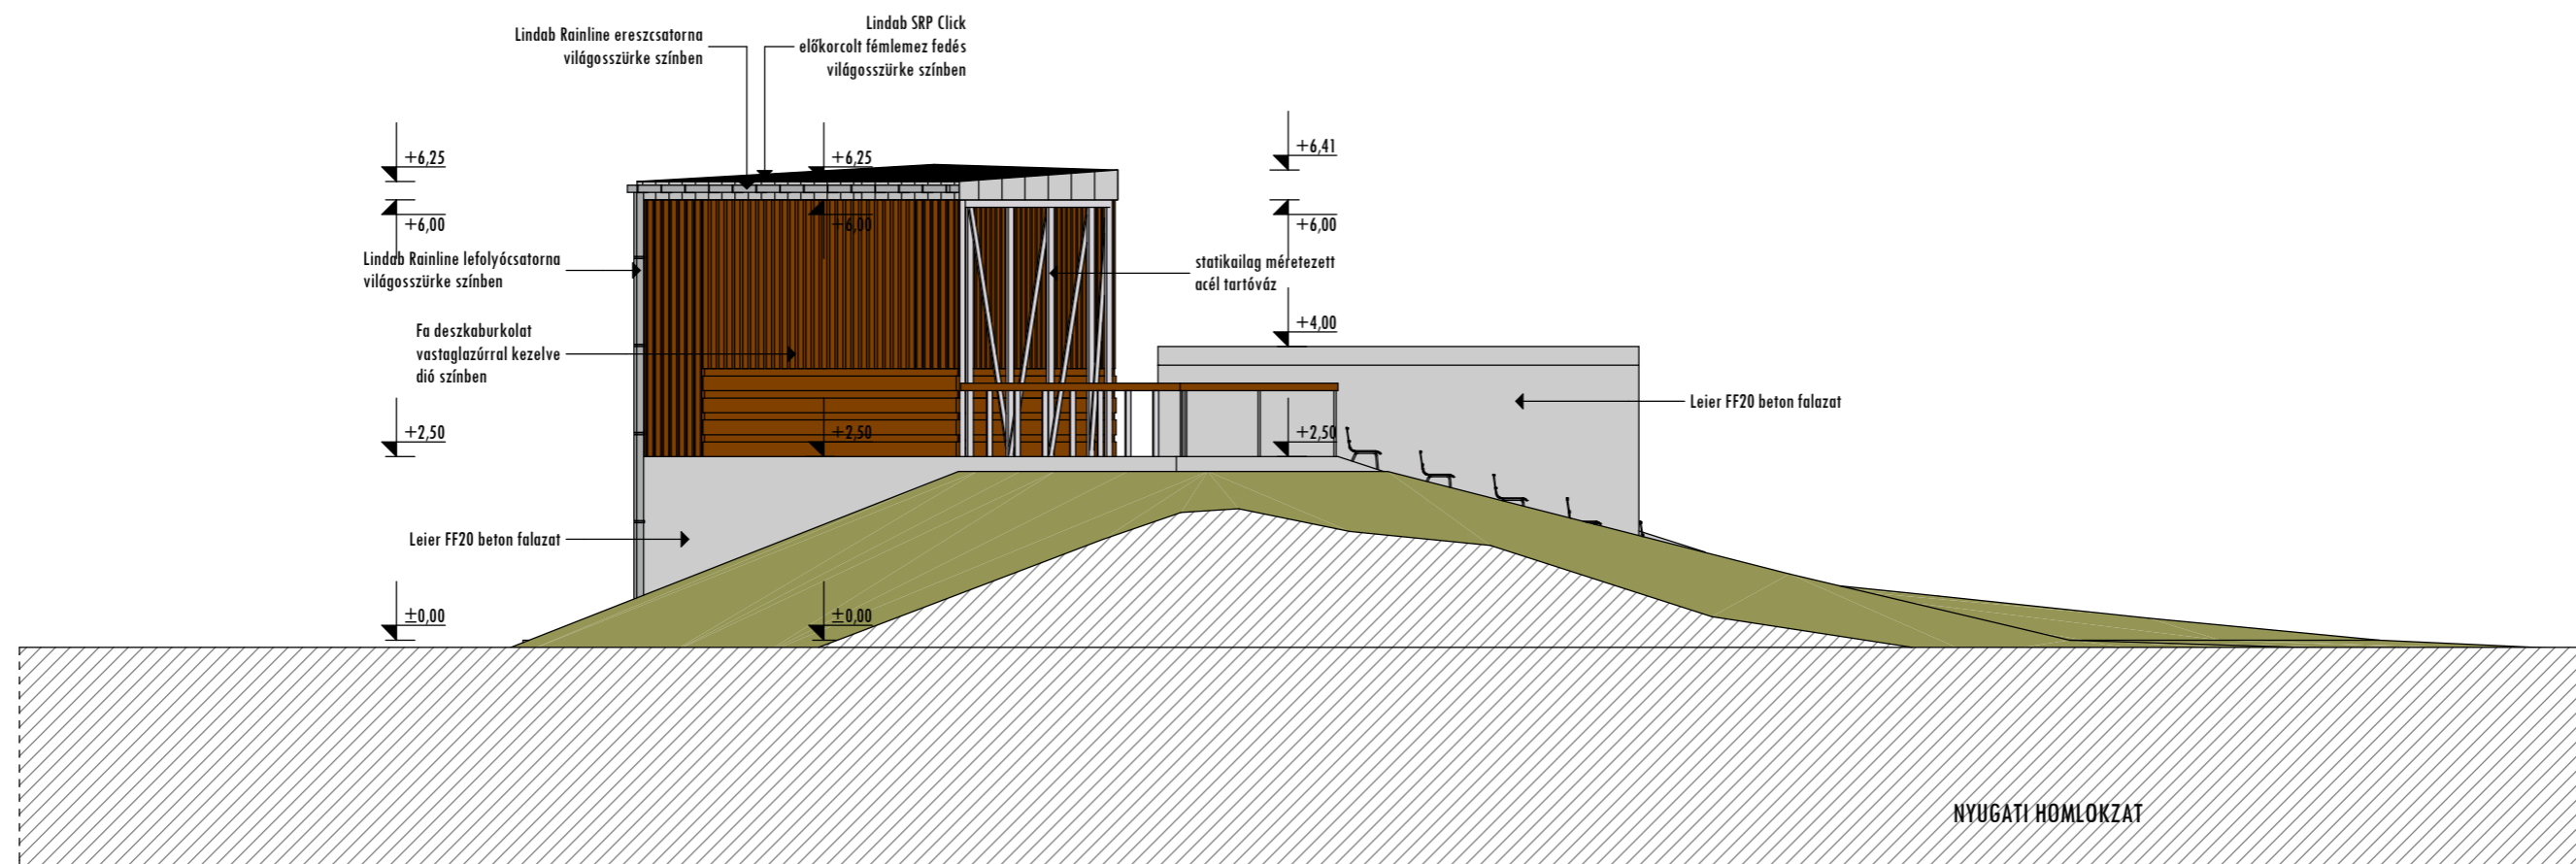 Lindab Rainline ereszcsatorna
világosszürke színben
Lindab SRP Click
előkorcolt fémlemez fedés
világosszürke színben
+6,25
+6,25
+6,41
+6,00
+6,00
+6,00
Lindab Rainline lefolyócsatorna
világosszürke színben
statikailag méretezett
acél tartóváz
Fa deszkaburkolat
vastaglazúrral kezelve
dió színben
+4,00
Leier FF20 beton falazat
+2,50
+2,50
+2,50
Leier FF20 beton falazat
±0,00
±0,00
NYUGATI HOMLOKZAT